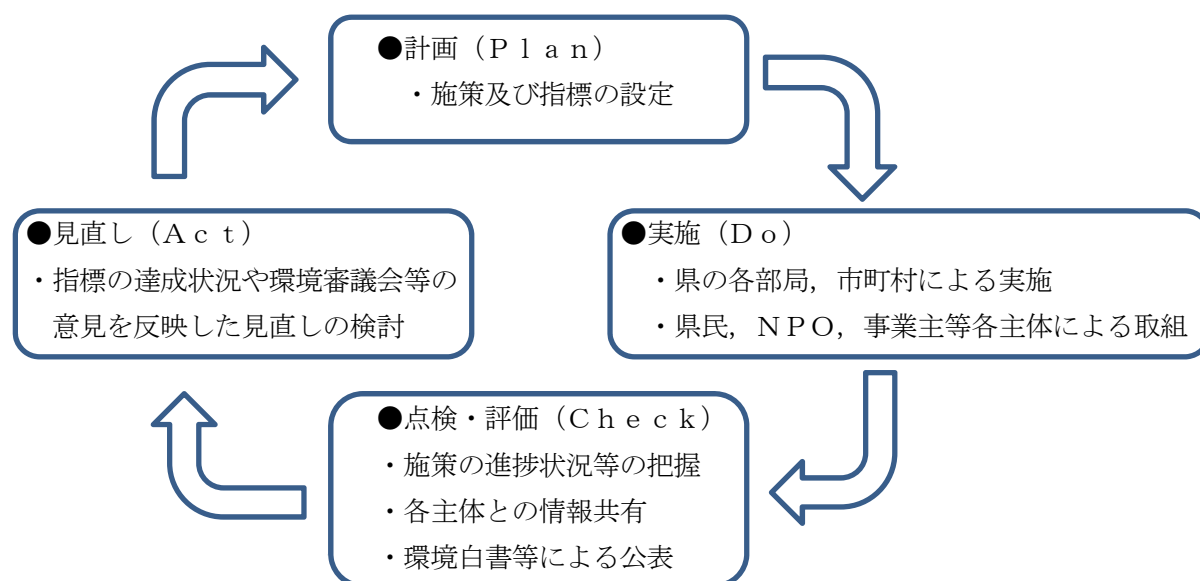 ●計画（Ｐｌａｎ）
・施策及び指標の設定
●見直し（Ａｃｔ）
・指標の達成状況や環境審議会等の
意見を反映した見直しの検討
●実施（Ｄｏ）
・県の各部局，市町村による実施
・県民，ＮＰＯ，事業主等各主体による取組
●点検・評価（Ｃｈｅｃｋ）
・施策の進捗状況等の把握
・各主体との情報共有
・環境白書等による公表